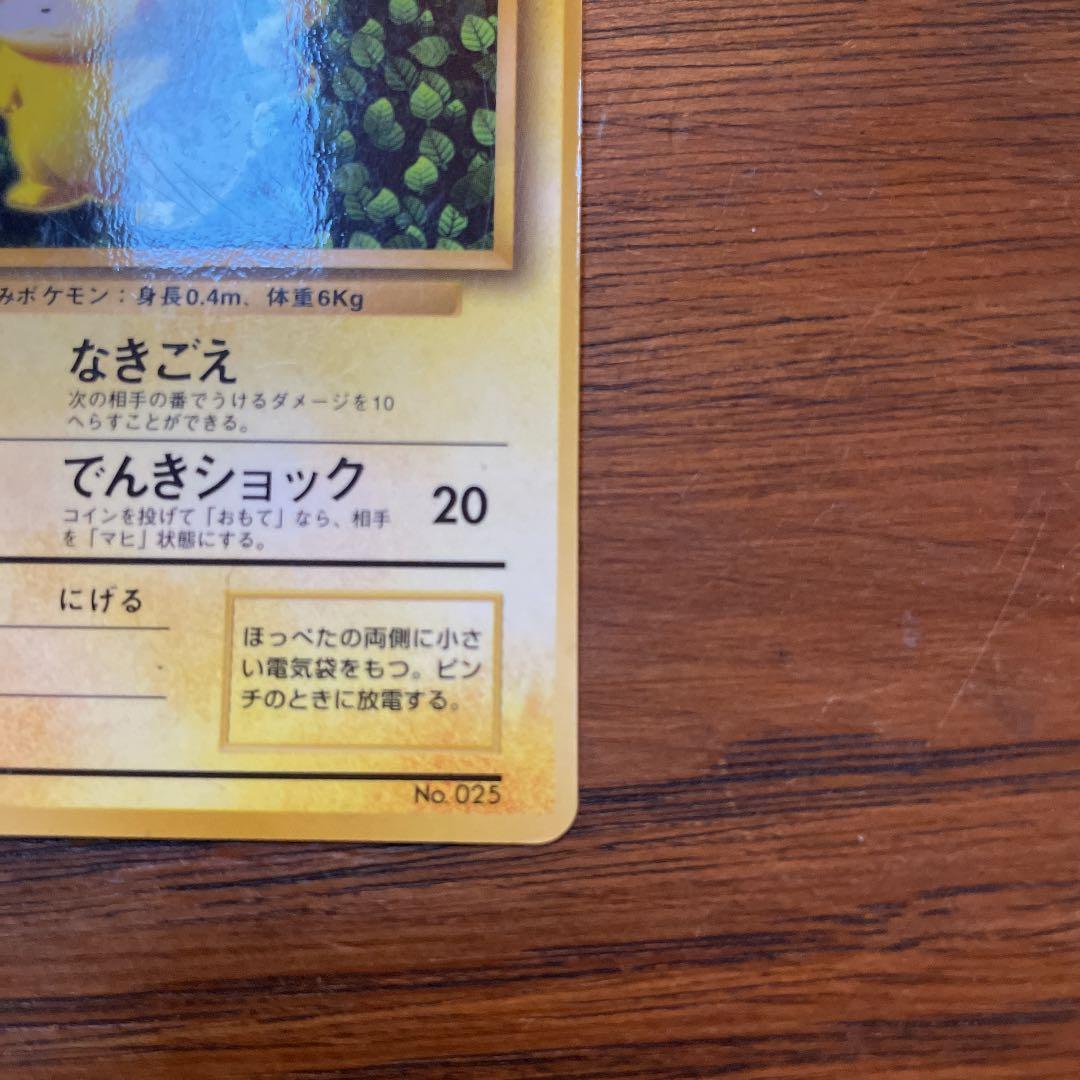 みポケモン：身長0.4m、体重6Kg
なきごえ
次の相手の番でうけるダメージを10
へらすことができる。
でんきショック 20
コインを投げて「おもて」なら、相手
を「マヒ」状態にする。
にげる
ほっぺたの両側に小さ
い電気袋をもつ。ピン
チのときに放電する。
No. 025